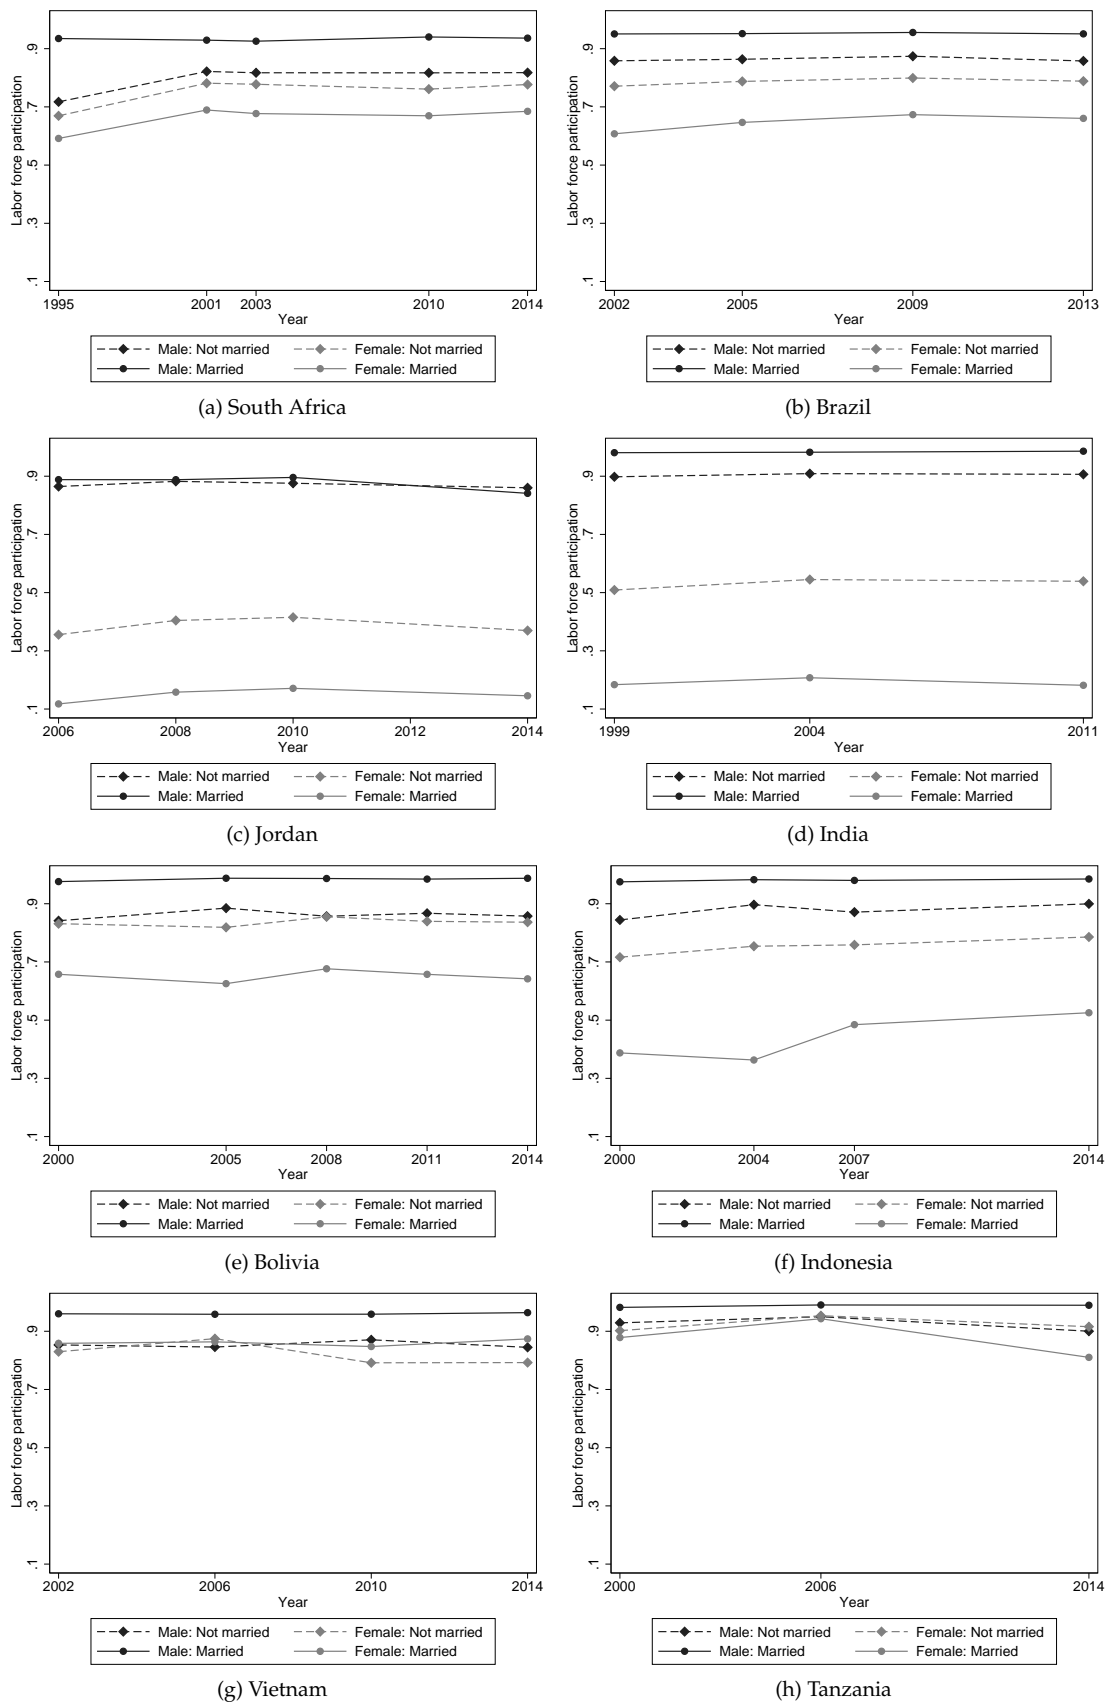 Labor force participation
.9
.7
.5
.3
.1
1995 2001 2003 2010 2014
Year
Male: Not married Female: Not married
Male: Married Female: Married
(a) South Africa
Labor force participation
.9
.7
.5
.3
.1
2002 2005 2009 2013
Year
Male: Not married Female: Not married
Male: Married Female: Married
(b) Brazil
Labor force participation
.9
.7
.5
.3
.1
2006 2008 2010 2012 2014
Year
Male: Not married Female: Not married
Male: Married Female: Married
(c) Jordan
Labor force participation
.9
.7
.5
.3
.1
1999 2004 2011
Year
Male: Not married Female: Not married
Male: Married Female: Married
(d) India
Labor force participation
.9
.7
.5
.3
.1
2000 2005 2008 2011 2014
Year
Male: Not married Female: Not married
Male: Married Female: Married
(e) Bolivia
Labor force participation
.9
.7
.5
.3
.1
2000 2004 2007 2014
Year
Male: Not married Female: Not married
Male: Married Female: Married
(f) Indonesia
Labor force participation
.9
.7
.5
.3
.1
2002 2006 2010 2014
Year
Male: Not married Female: Not married
Male: Married Female: Married
(g) Vietnam
Labor force participation
.9
.7
.5
.3
.1
2000 2006 2014
Year
Male: Not married Female: Not married
Male: Married Female: Married
(h) Tanzania